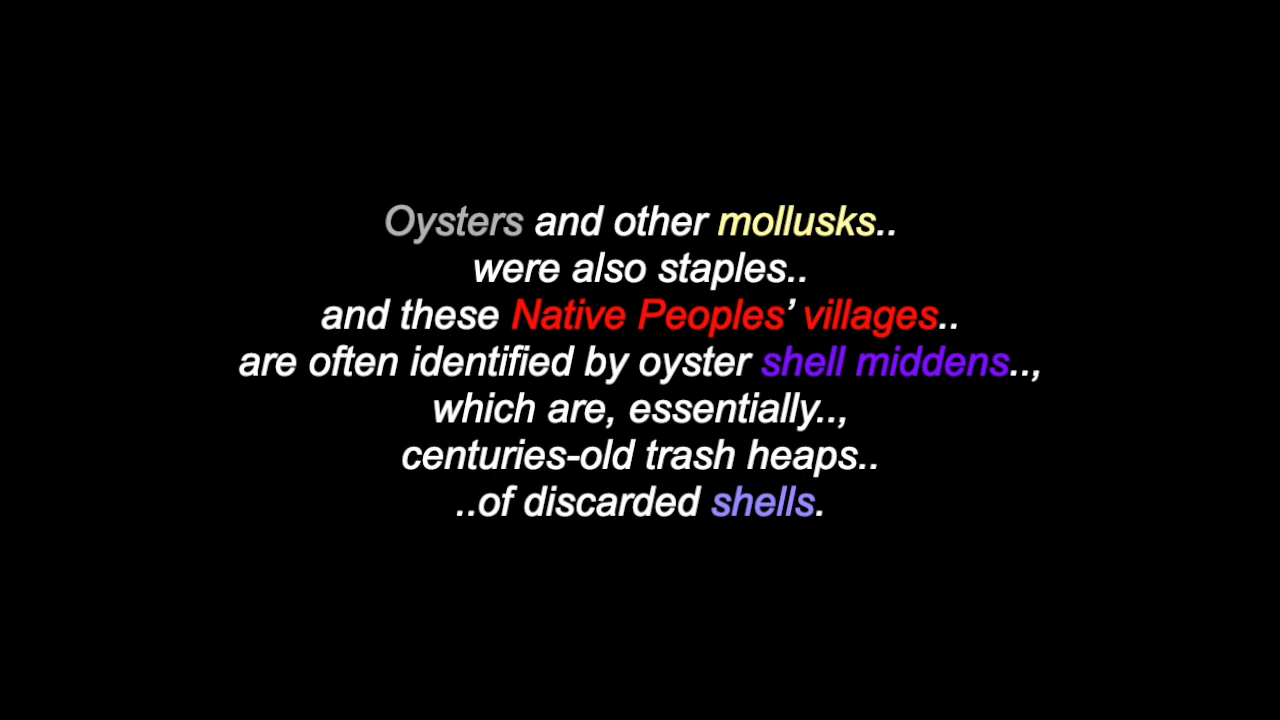 Oysters and other mollusks..
were also staples..
and these Native Peoples’ villages..
are often identified by oyster shell middens..,
which are, essentially..,
centuries-old trash heaps..
..of discarded shells.